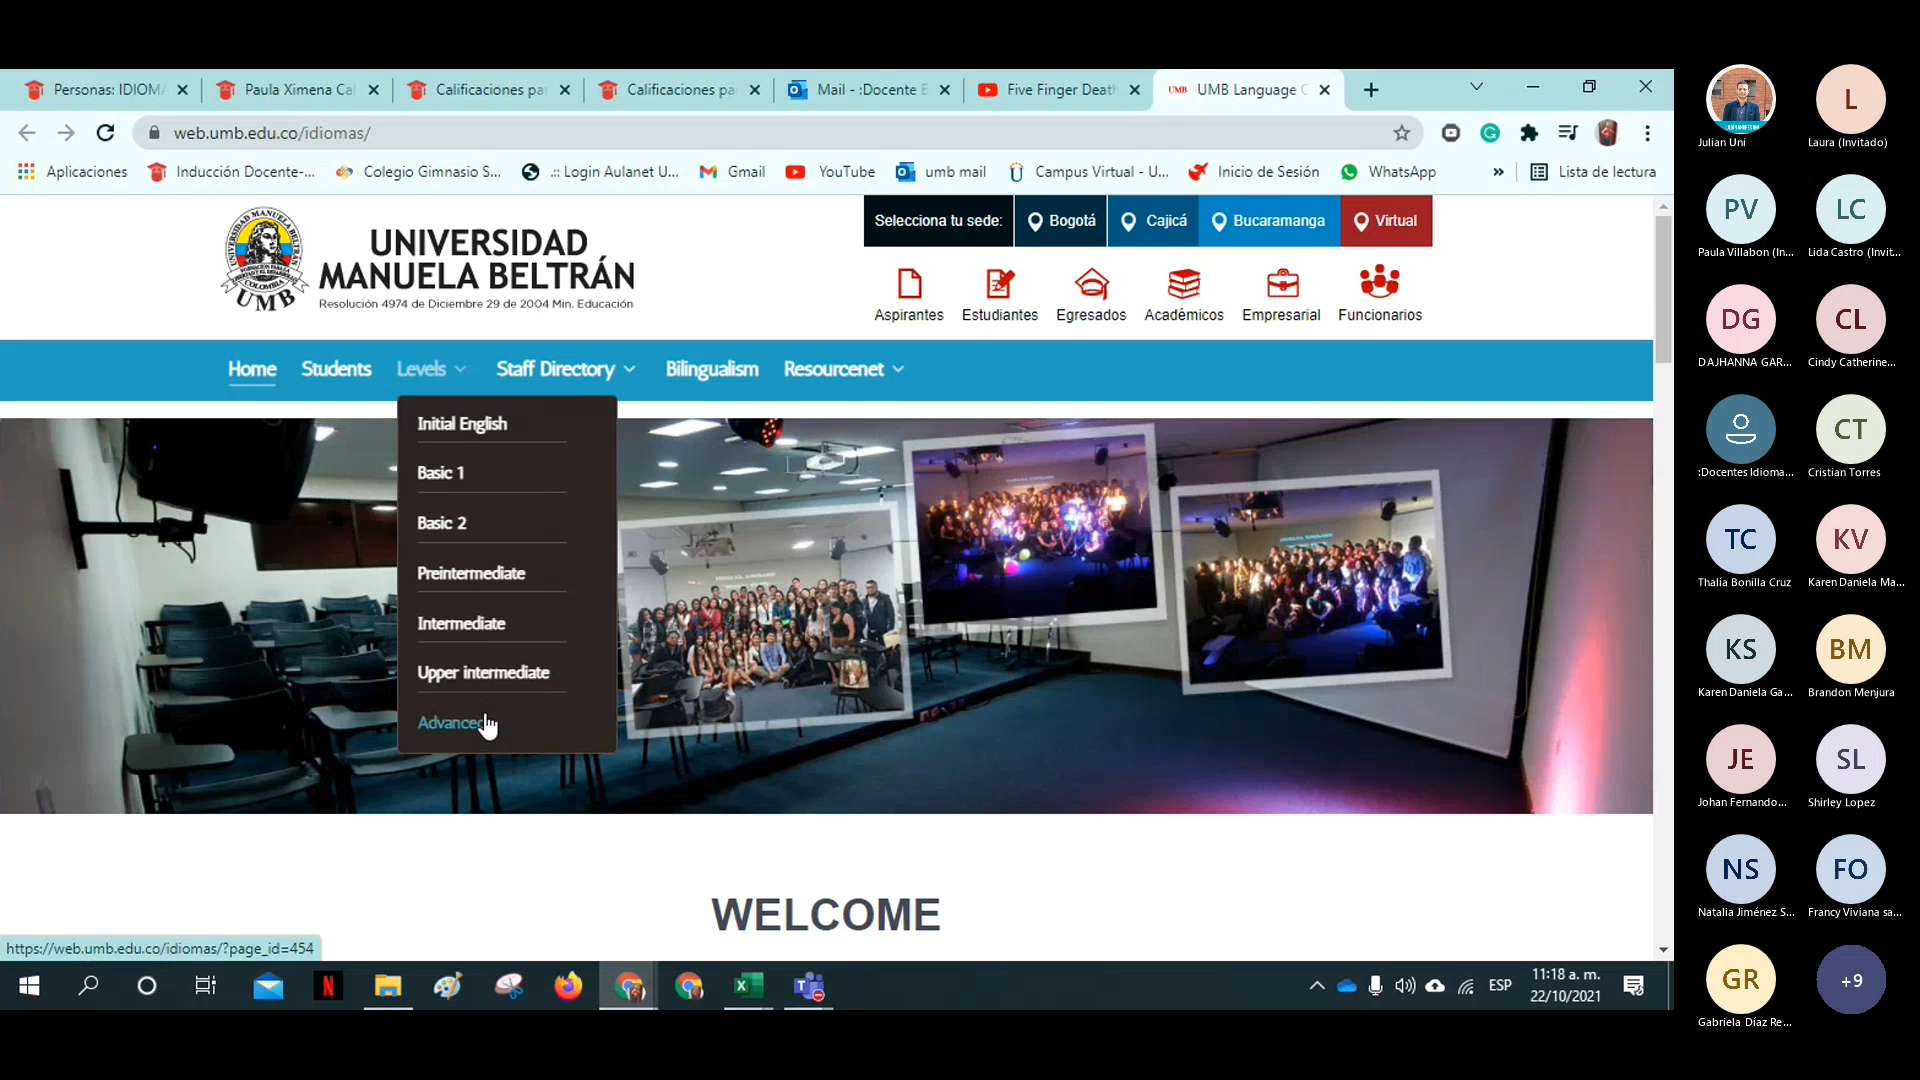 Personas: IDIOMA
Paula Ximena Cal
Calificaciones pa
Calificaciones pa
Mail - :Docente
Five Finger Deat
UMB Language C
web.umb.edu.co/idiomas/
Aplicaciones
Inducción Docente-...
Colegio Gimnasio S...
.:: Login Aulanet U...
Gmail
YouTube
umb mail
Campus Virtual - U...
Inicio de Sesión
WhatsApp
»
Lista de lectura
UNIVERSIDAD
MANUELA BELTRÁN
Resolución 4974 de Diciembre 29 de 2004 Min. Educación
UNIVERSIDAD MANUELA BELTRAN
UMB
Selecciona tu sede:
Bogotá
Cajicá
Bucaramanga
Virtual
Aspirantes
Estudiantes
Egresados
Académicos
Empresarial
Funcionarios
Home
Students
Levels
Staff Directory
Bilingualism
Resourcenet
Initial English
Basic 1
Basic 2
Preintermediate
Intermediate
Upper intermediate
Advanced
WELCOME
https://web.umb.edu.co/idiomas/?page_id=454
ESP
11:18 a. m.
22/10/2021
Julian Uni
L
Laura (Invitado)
PV
Paula Villabon (In...
LC
Lida Castro (Invit...
DG
DAJHANNA GAR...
CL
Cindy Catherine...
:Docentes Idioma...
CT
Cristian Torres
TC
Thalía Bonilla Cruz
KV
Karen Daniela Ma...
KS
Karen Daniela Ga...
BM
Brandon Menjura
JE
Johan Fernando...
SL
Shirley Lopez
NS
Natalia Jiménez S...
FO
Francy Viviana sa...
GR
Gabriela Díaz Re...
+9